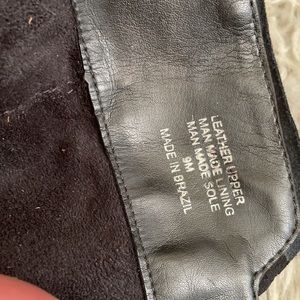 LEATHER UPPER
MAN MADE LINING
MAN MADE SOLE
9M
MADE IN BRAZIL